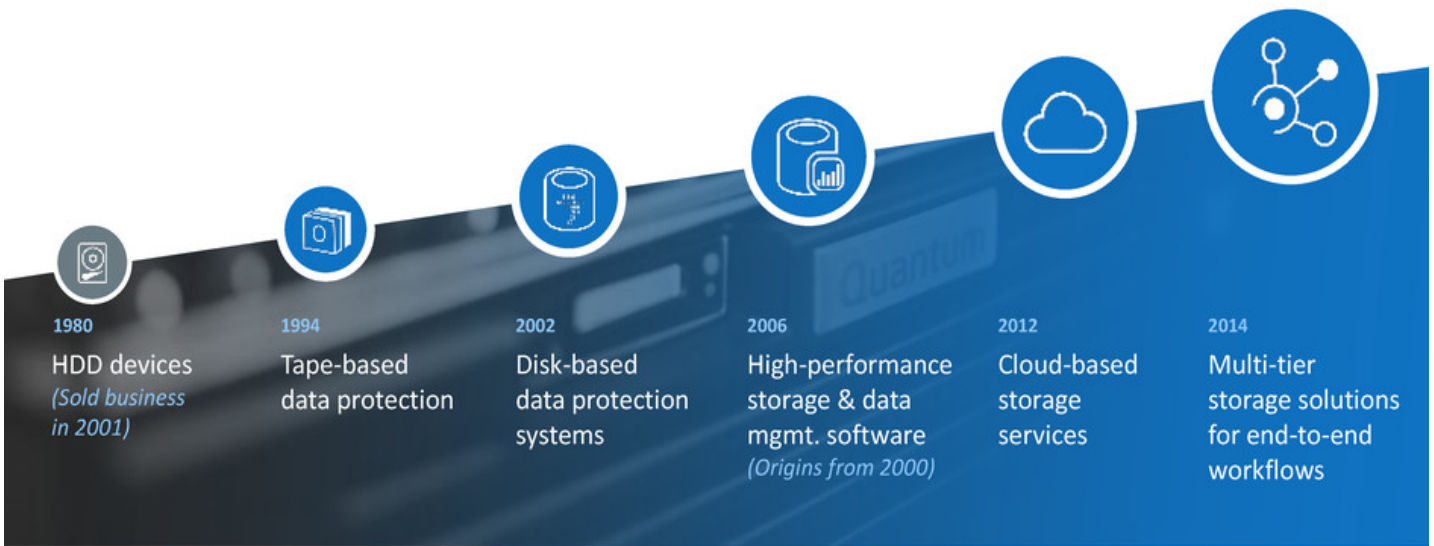 Quantum
1980
HDD devices
(Sold business
in 2001)
1994
Tape-based
data protection
2002
Disk-based
data protection
systems
2006
High-performance
storage & data
mgmt. software
(Origins from 2000)
2012
Cloud-based
storage
services
2014
Multi-tier
storage solutions
for end-to-end
workflows